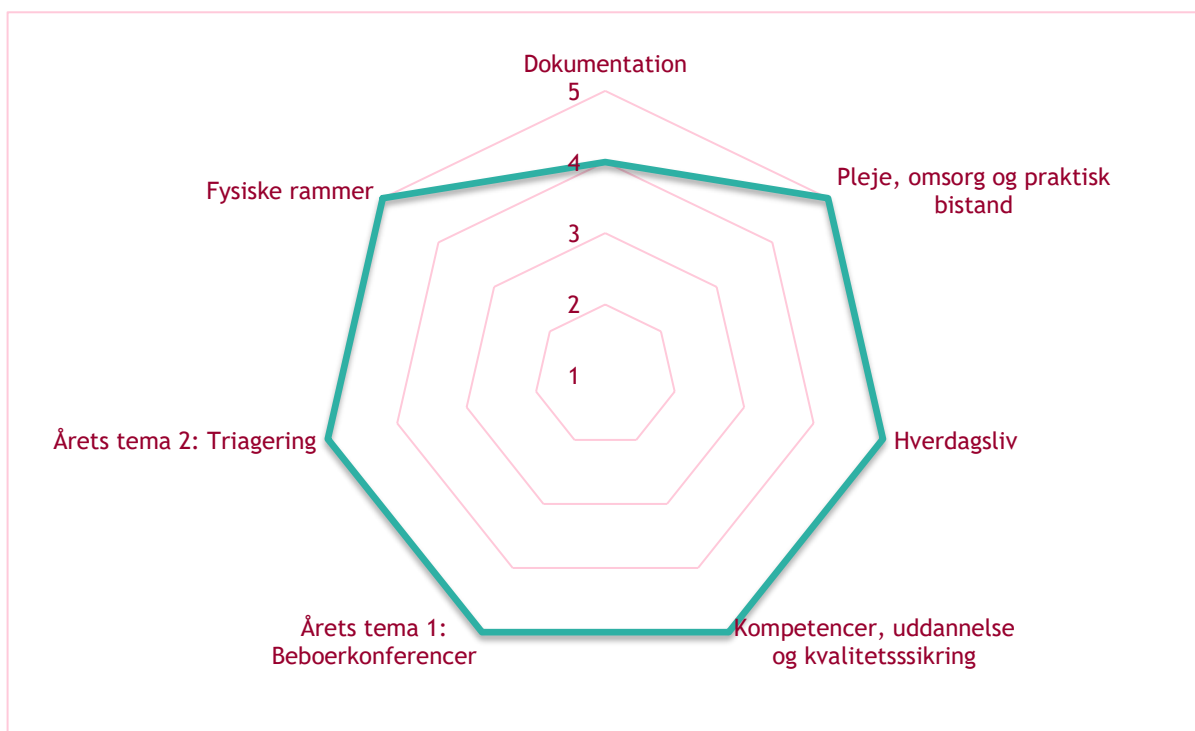 Dokumentation
5
4
3
2
1
Pleje, omsorg og praktisk
bistand
Hverdagsliv
Kompetencer, uddannelse
og kvalitetsssikring
Årets tema 1:
Beboerkonferencer
Årets tema 2: Triagering
Fysiske rammer